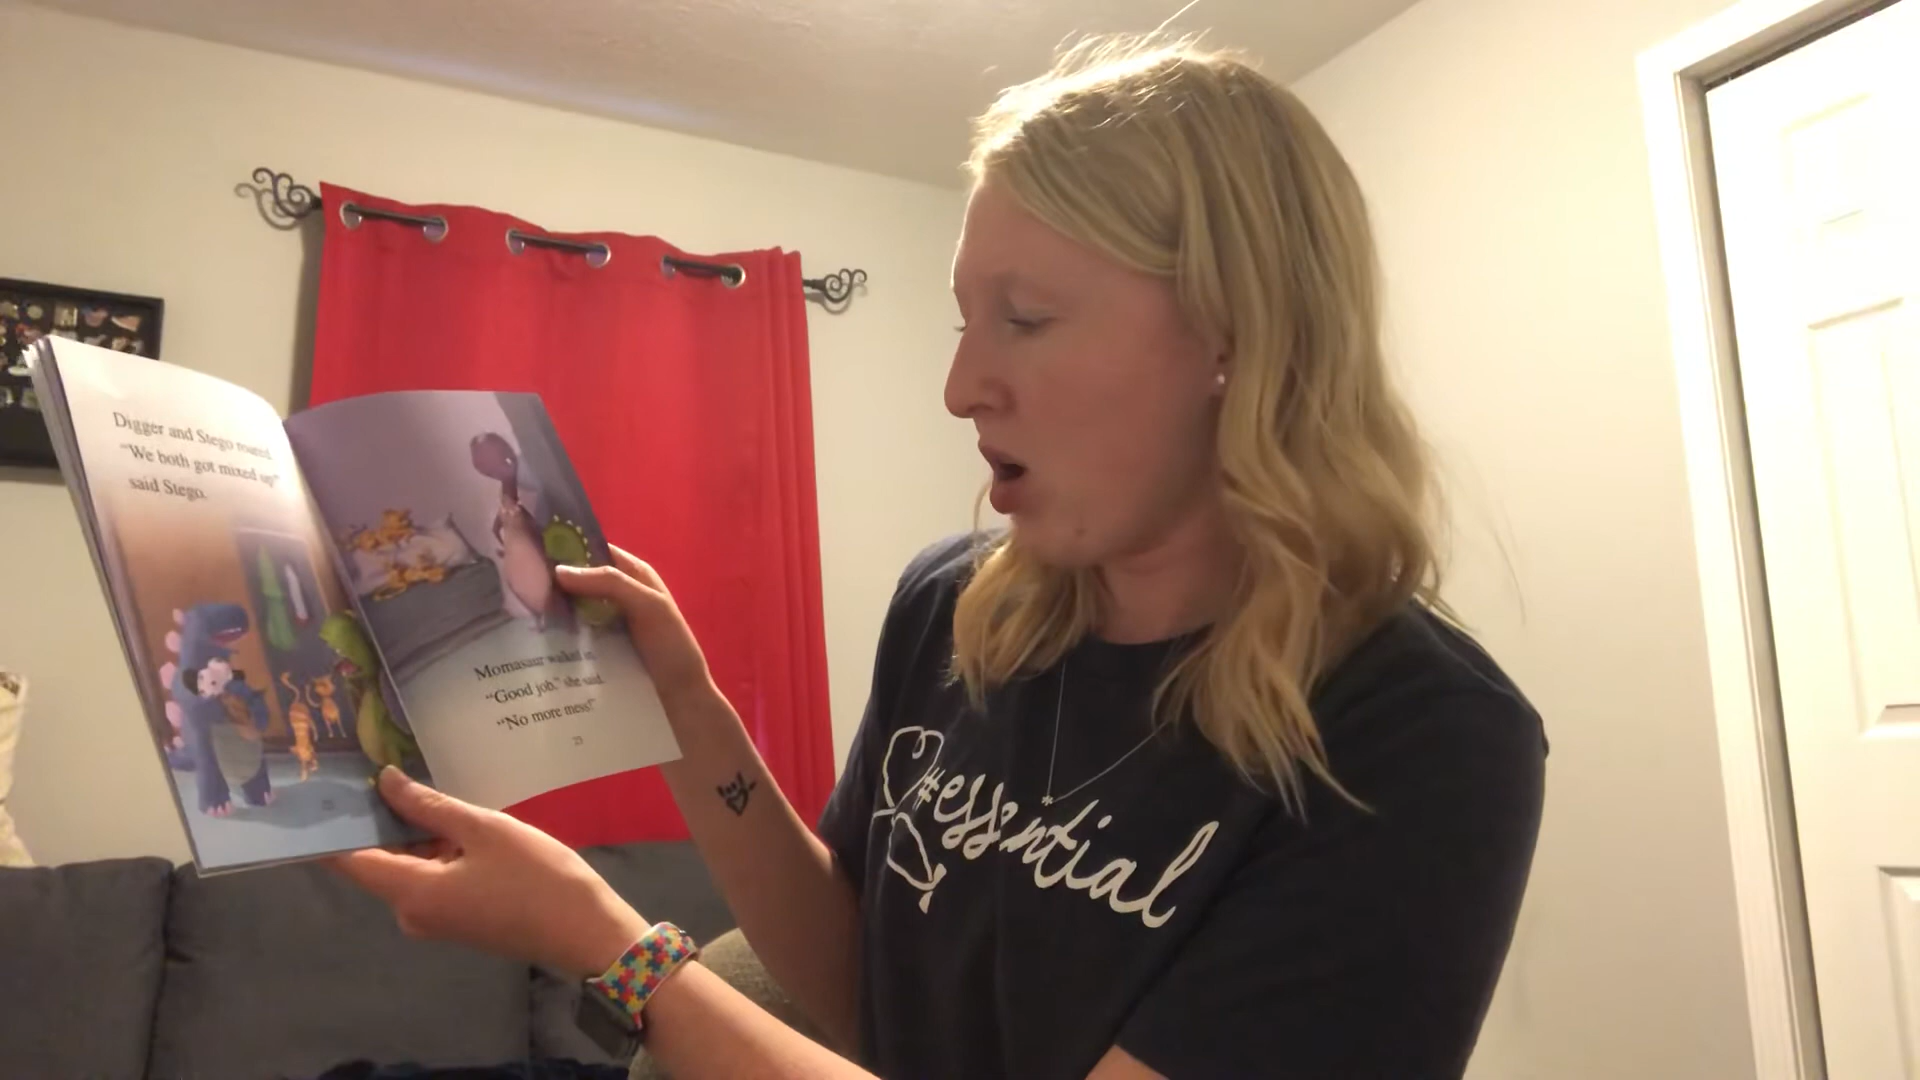 Digger and Stego roared.
“We both got mixed up!”
said Stego.
Momasaur walked in.
“Good job,” she said.
“No more mess!”
23
#essential